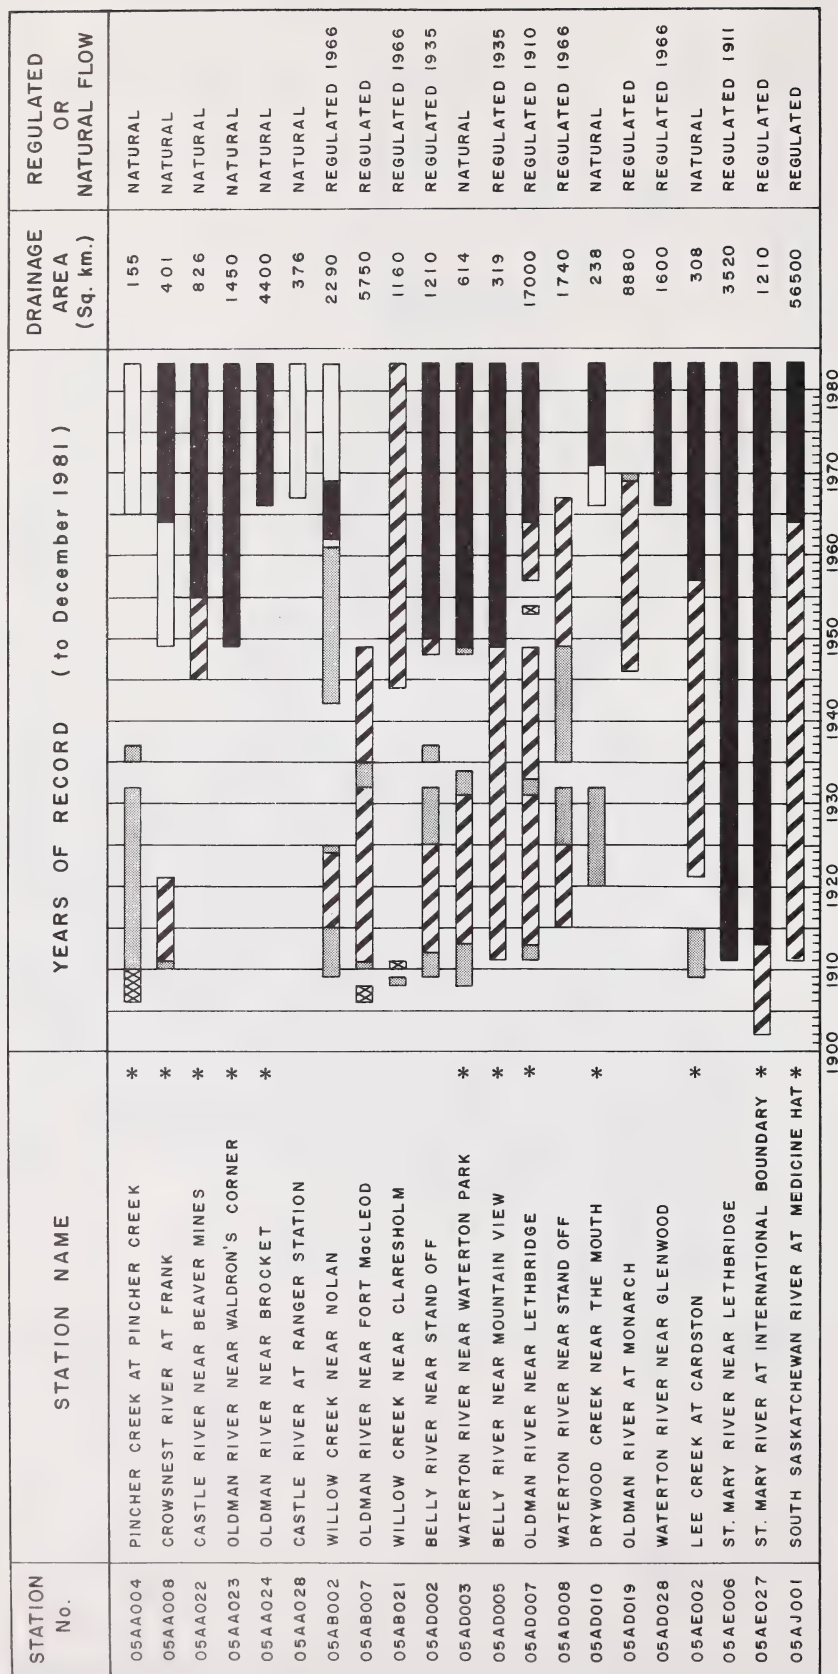 STATION No.
STATION NAME
YEARS OF RECORD (to December 1981)
DRAINAGE AREA (Sq. km.)
REGULATED OR NATURAL FLOW
05AA004 PINCHER CREEK AT PINCHER CREEK * 155 NATURAL
05AA008 CROWSNEST RIVER AT FRANK * 401 NATURAL
05AA022 CASTLE RIVER NEAR BEAVER MINES * 826 NATURAL
05AA023 OLDMAN RIVER NEAR WALDRON'S CORNER * 1450 NATURAL
05AA024 OLDMAN RIVER NEAR BROCKET * 4400 NATURAL
05AA028 CASTLE RIVER AT RANGER STATION 376 NATURAL
05AB002 WILLOW CREEK NEAR NOLAN 2290 REGULATED 1966
05AB007 OLDMAN RIVER NEAR FORT MacLEOD 5750 REGULATED
05AB021 WILLOW CREEK NEAR CLARESHOLM 1160 REGULATED 1966
05AD002 BELLY RIVER NEAR STAND OFF 1210 REGULATED 1935
05AD003 WATERTON RIVER NEAR WATERTON PARK * 614 NATURAL
05AD005 BELLY RIVER NEAR MOUNTAIN VIEW * 319 REGULATED 1935
05AD007 OLDMAN RIVER NEAR LETHBRIDGE * 17000 REGULATED 1910
05AD008 WATERTON RIVER NEAR STAND OFF 1740 REGULATED 1966
05AD010 DRYWOOD CREEK NEAR THE MOUTH * 238 NATURAL
05AD019 OLDMAN RIVER AT MONARCH 8880 REGULATED
05AD028 WATERTON RIVER NEAR GLENWOOD 1600 REGULATED 1966
05AE002 LEE CREEK AT CARDSTON * 308 NATURAL
05AE006 ST. MARY RIVER NEAR LETHBRIDGE 3520 REGULATED 1911
05AE027 ST. MARY RIVER AT INTERNATIONAL BOUNDARY * 1210 REGULATED
05AJ001 SOUTH SASKATCHEWAN RIVER AT MEDICINE HAT * 56500 REGULATED
1900 1910 1920 1930 1940 1950 1960 1970 1980